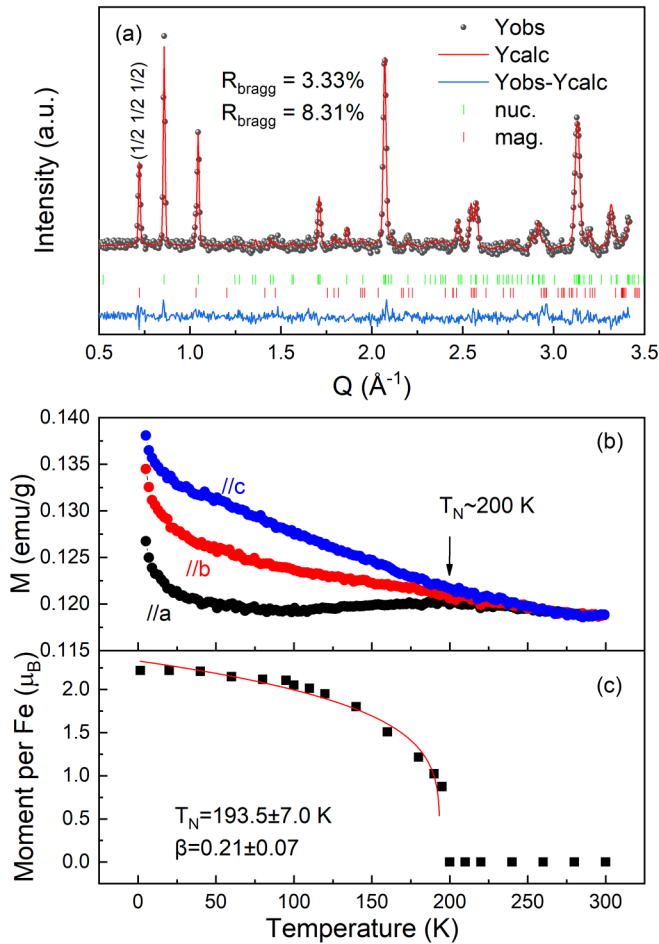 (a)
Yobs
Ycalc
Yobs-Ycalc
nuc.
mag.
R_bragg = 3.33%
R_bragg = 8.31%
(1/2 1/2 1/2)
Intensity (a.u.)
0.5 1.0 1.5 2.0 2.5 3.0 3.5
Q (Å⁻¹)
(b)
0.140
0.135
0.130
0.125
0.120
0.115
M (emu/g)
//c
//b
//a
T_N~200 K
(c)
2.0
1.5
1.0
0.5
0.0
Moment per Fe (μ_B)
T_N=193.5±7.0 K
β=0.21±0.07
0 50 100 150 200 250 300
Temperature (K)